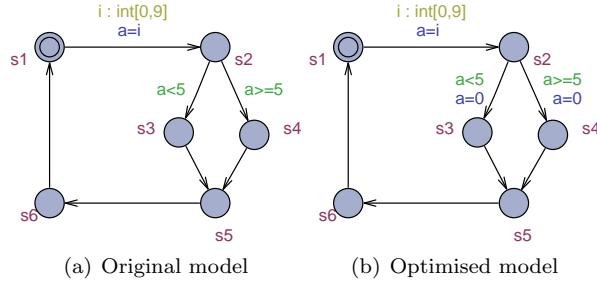 i : int[0,9]
a=i
s1
s2
a<5
a>=5
s3
s4
s6
s5
(a) Original model
i : int[0,9]
a=i
s1
s2
a<5
a=0
a>=5
a=0
s3
s4
s6
s5
(b) Optimised model